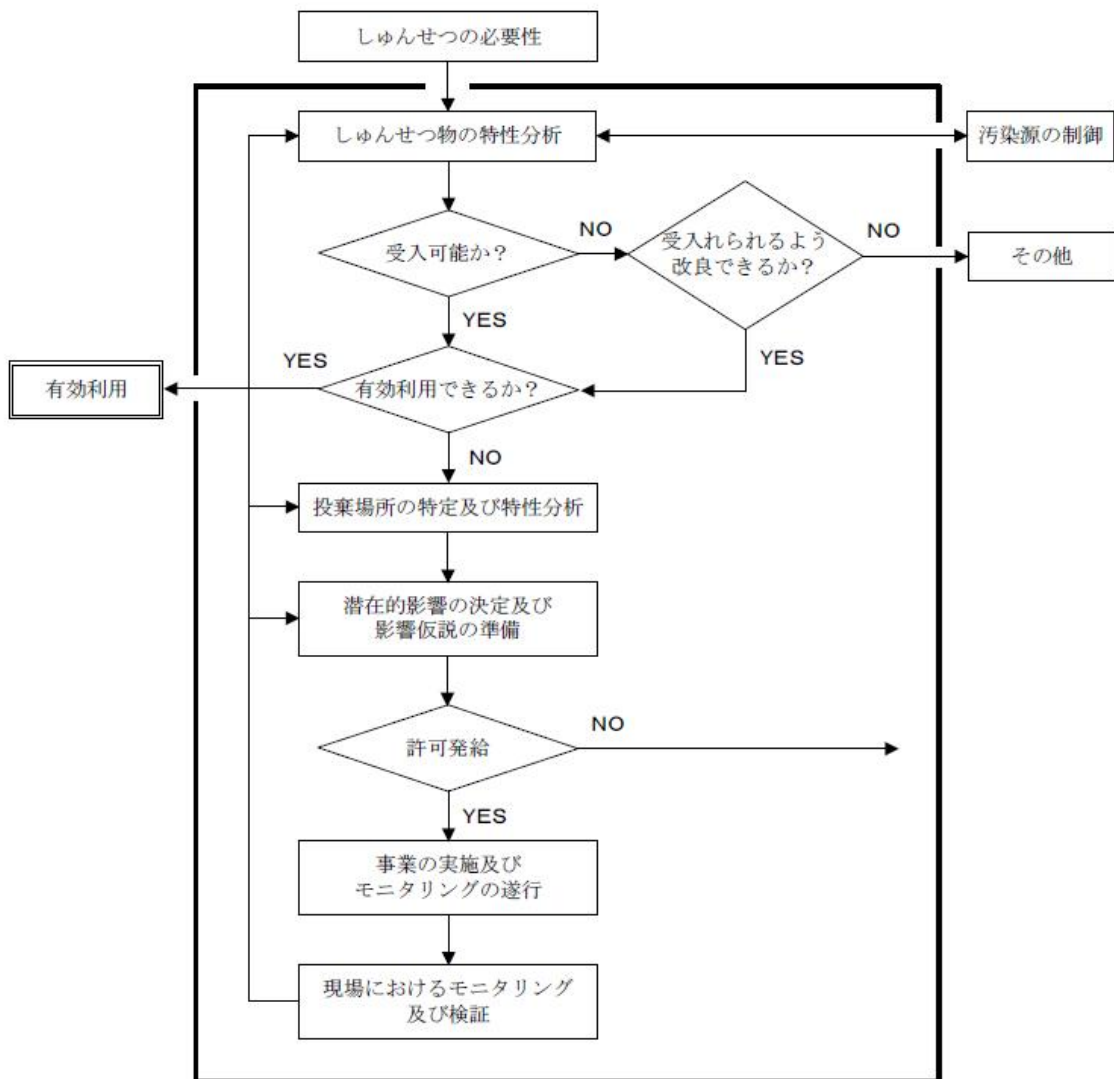 しゅんせつの必要性
しゅんせつ物の特性分析
汚染源の制御
受入可能か？
NO
受入れられるよう
改良できるか？
NO
その他
YES
YES
有効利用できるか？
YES
有効利用
NO
投棄場所の特定及び特性分析
潜在的影響の決定及び
影響仮説の準備
許可発給
NO
YES
事業の実施及び
モニタリングの遂行
現場におけるモニタリング
及び検証